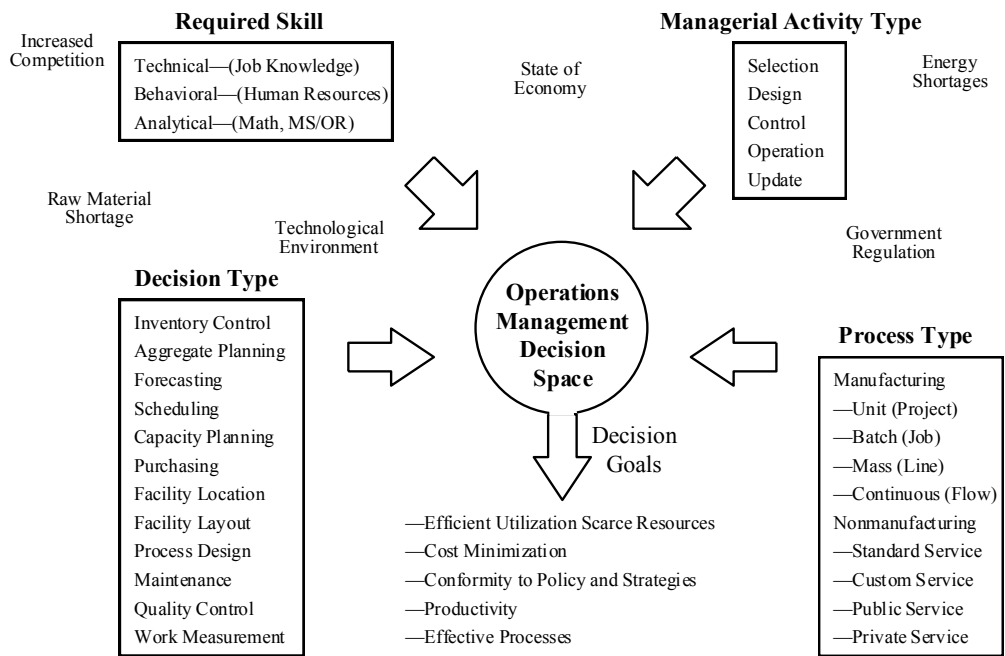 Required Skill
Managerial Activity Type
Increased
Competition
Technical—(Job Knowledge)
Behavioral—(Human Resources)
Analytical—(Math, MS/OR)
State of
Economy
Selection
Design
Control
Operation
Update
Energy
Shortages
Raw Material
Shortage
Technological
Environment
Government
Regulation
Decision Type
Inventory Control
Aggregate Planning
Forecasting
Scheduling
Capacity Planning
Purchasing
Facility Location
Facility Layout
Process Design
Maintenance
Quality Control
Work Measurement
Operations
Management
Decision
Space
Decision
Goals
—Efficient Utilization Scarce Resources
—Cost Minimization
—Conformity to Policy and Strategies
—Productivity
—Effective Processes
Process Type
Manufacturing
—Unit (Project)
—Batch (Job)
—Mass (Line)
—Continuous (Flow)
Nonmanufacturing
—Standard Service
—Custom Service
—Public Service
—Private Service